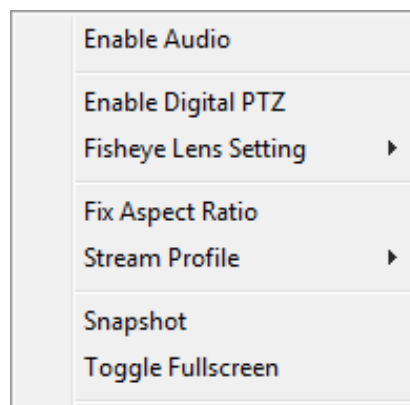 Enable Audio
Enable Digital PTZ
Fisheye Lens Setting
Fix Aspect Ratio
Stream Profile
Snapshot
Toggle Fullscreen